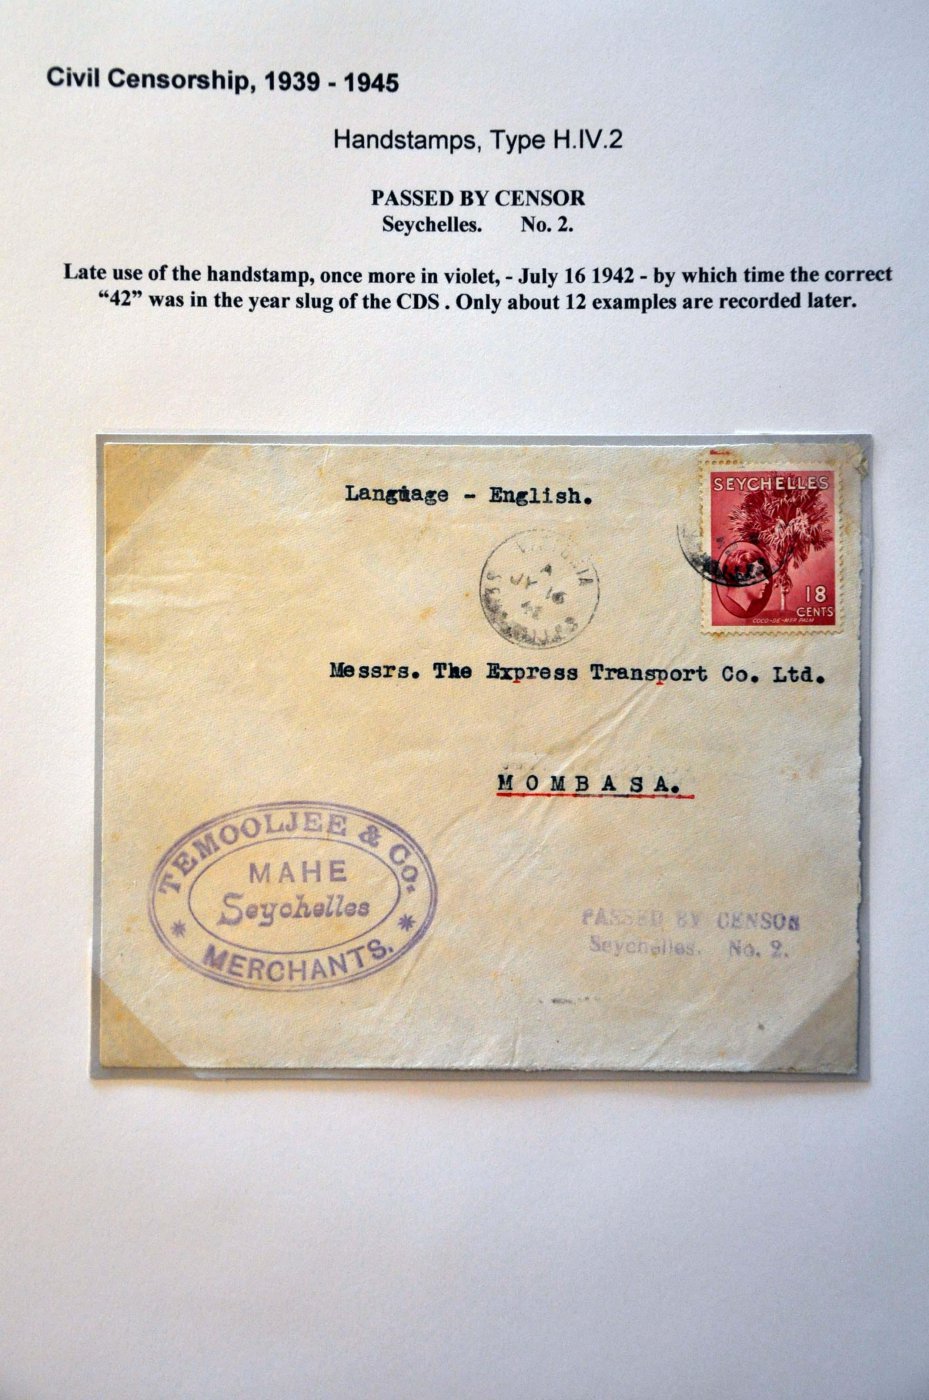 Civil Censorship, 1939 - 1945
Handstamps, Type H.IV.2
PASSED BY CENSOR
Seychelles. No. 2.
Late use of the handstamp, once more in violet, - July 16 1942 - by which time the correct
“42” was in the year slug of the CDS . Only about 12 examples are recorded later.
Language - English.
SEYCHELLES
18
CENTS
COCO-DE-MER PALM
VICTORIA
A
JY 16
42
SEYCHELLES
Messrs. The Express Transport Co. Ltd.
MOMBASA.
TEMOOLJEE & CO.
MAHE
Seychelles
MERCHANTS.
PASSED BY CENSOR
Seychelles. No. 2.